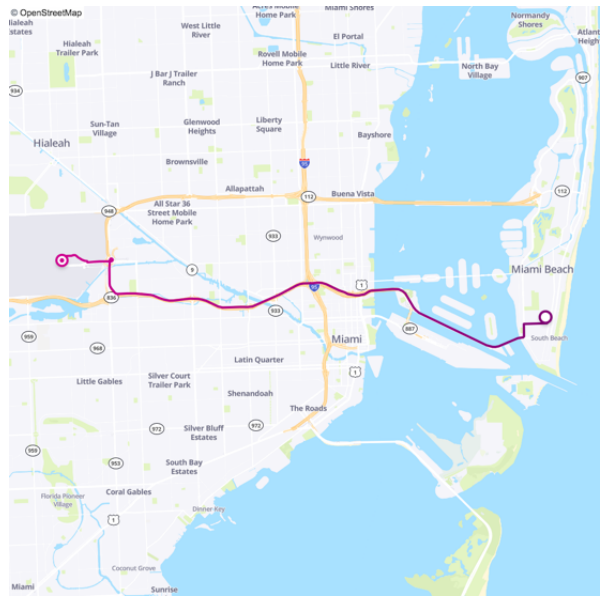 © OpenStreetMap
Hialeah
Estates
Acres Mobile
Home Park
Miami Shores
Normandy
Shores
Atlant
Heig
West Little
River
El Portal
Hialeah
Trailer Park
Rovell Mobile
Home Park
Little River
North Bay
Village
J Bar J Trailer
Ranch
907
934
Sun-Tan
Village
Glenwood
Heights
Liberty
Square
Bayshore
Hialeah
Brownsville
95
Allapattah
Buena Vista
112
112
948
All Star 36
Street Mobile
Home Park
933
Wynwood
9
Miami Beach
1
836
933
887
Miami
South Beach
959
968
Latin Quarter
1
Little Gables
Silver Court
Trailer Park
Shenandoah
The Roads
972
Silver Bluff
Estates
972
959
953
South Bay
Estates
Coral Gables
Florida Pioneer
Village
Dinner Key
1
Coconut Grove
Miami
Sunrise